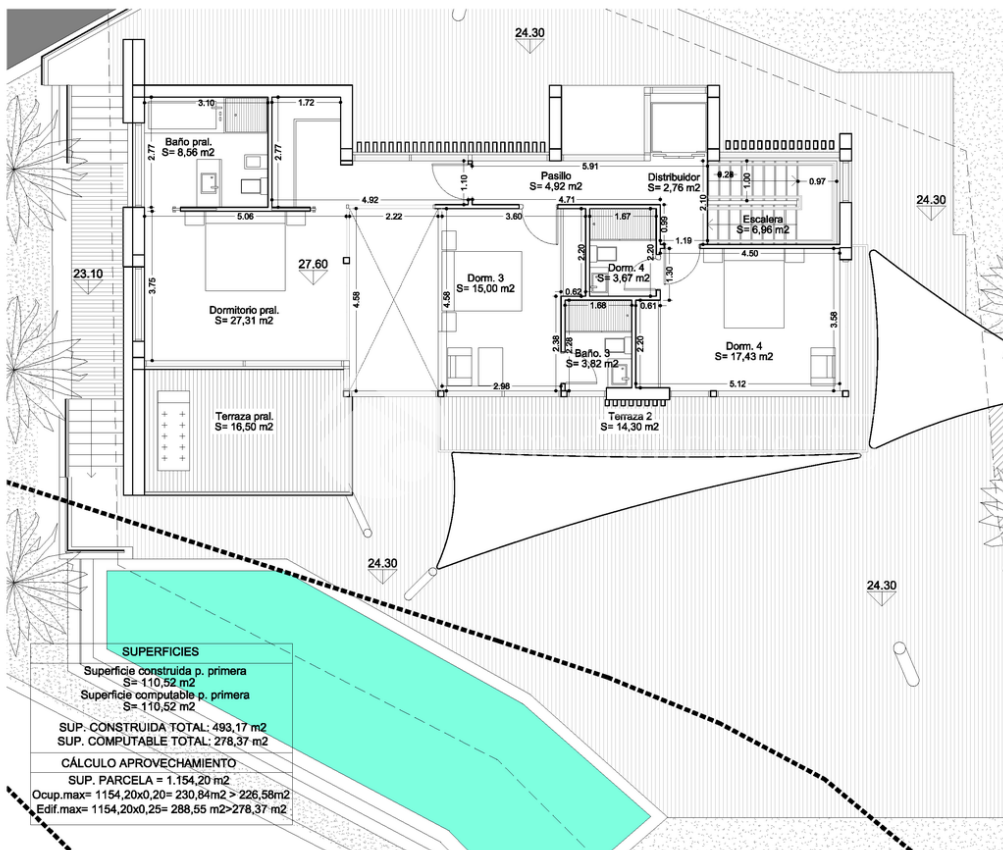 24.30
3.10
1.72
2.77
Baño pral.
S= 8,56 m2
2.77
5.91
Pasillo
S= 4,92 m2
1.10
Distribuidor
S= 2,76 m2
0.28
1.00
0.97
2.10
Escalera
S= 6,96 m2
24.30
4.92
4.71
5.06
2.22
3.60
1.67
0.99
1.19
4.50
23.10
27.60
3.75
4.58
4.58
Dorm. 3
S= 15,00 m2
2.20
2.20
Dorm. 4
S= 3,67 m2
1.30
0.62
1.68
0.61
Dormitorio pral.
S= 27,31 m2
2.38
2.28
Baño. 3
S= 3,82 m2
2.20
Dorm. 4
S= 17,43 m2
3.58
2.98
5.12
Terraza pral.
S= 16,50 m2
Terraza 2
S= 14,30 m2
24.30
24.30
SUPERFICIES
Superficie construida p. primera
S= 110,52 m2
Superficie computable p. primera
S= 110,52 m2
SUP. CONSTRUIDA TOTAL: 493,17 m2
SUP. COMPUTABLE TOTAL: 278,37 m2
CÁLCULO APROVECHAMIENTO
SUP. PARCELA = 1.154,20 m2
Ocup.max= 1154,20x0,20= 230,84m2 > 226,58m2
Edif.max= 1154,20x0,25= 288,55 m2>278,37 m2